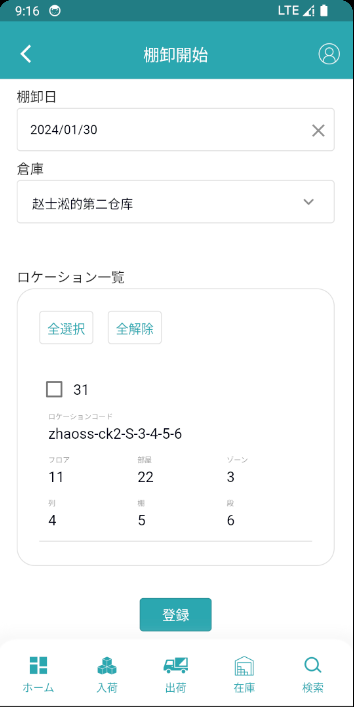 9:16 LTE
棚卸開始
棚卸日
2024/01/30
倉庫
赵士淞的第二仓库
ロケーション一覧
全選択 全解除
31
ロケーションコード
zhaoss-ck2-S-3-4-5-6
フロア 部屋 ゾーン
11 22 3
列 棚 段
4 5 6
登録
ホーム 入荷 出荷 在庫 検索